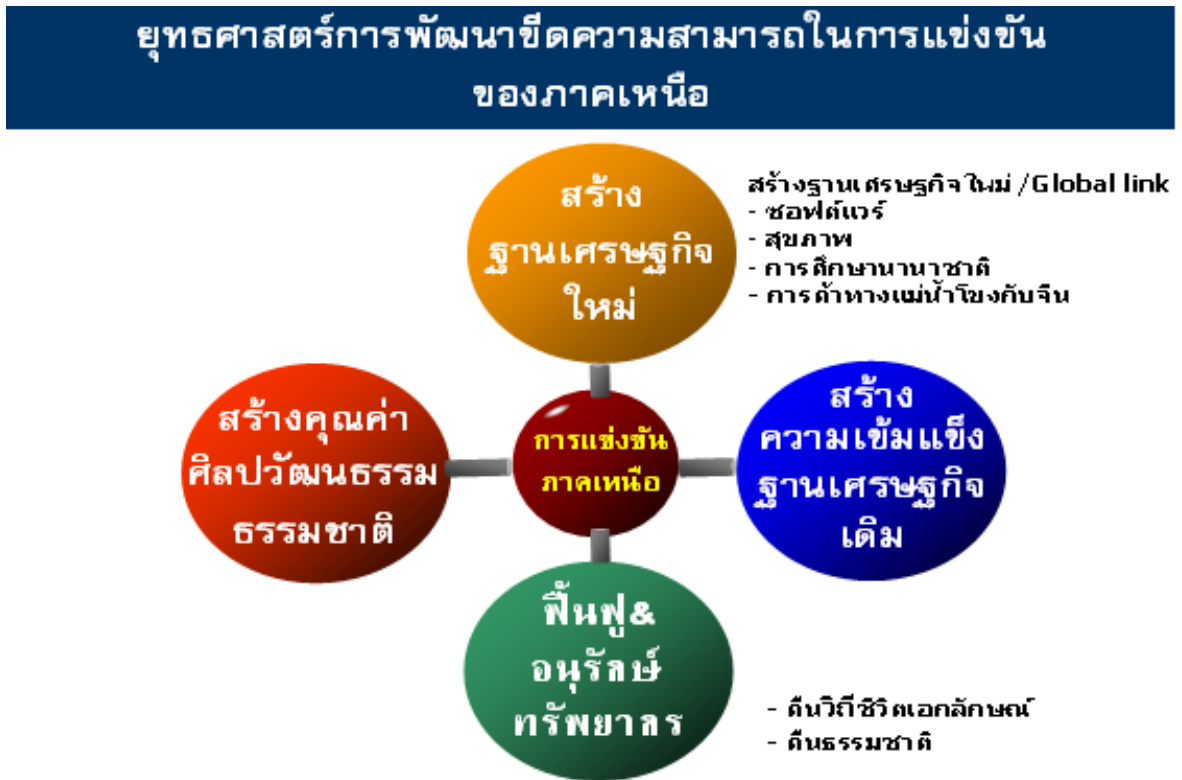 ยุทธศาสตร์การพัฒนาขีดความสามารถในการแข่งขัน
ของภาคเหนือ
สร้าง
ฐานเศรษฐกิจ
ใหม่
สร้างฐานเศรษฐกิจใหม่/Global link
- ซอฟต์แวร์
- สุขภาพ
- การศึกษานานาชาติ
- การค้าทางแม่น้ำโขงกับจีน
สร้างคุณค่า
ศิลปวัฒนธรรม
ธรรมชาติ
การแข่งขัน
ภาคเหนือ
สร้าง
ความเข้มแข็ง
ฐานเศรษฐกิจ
เดิม
ฟื้นฟู&
อนุรักษ์
ทรัพยากร
- คืนวิถีชีวิตเอกลักษณ์
- คืนธรรมชาติ